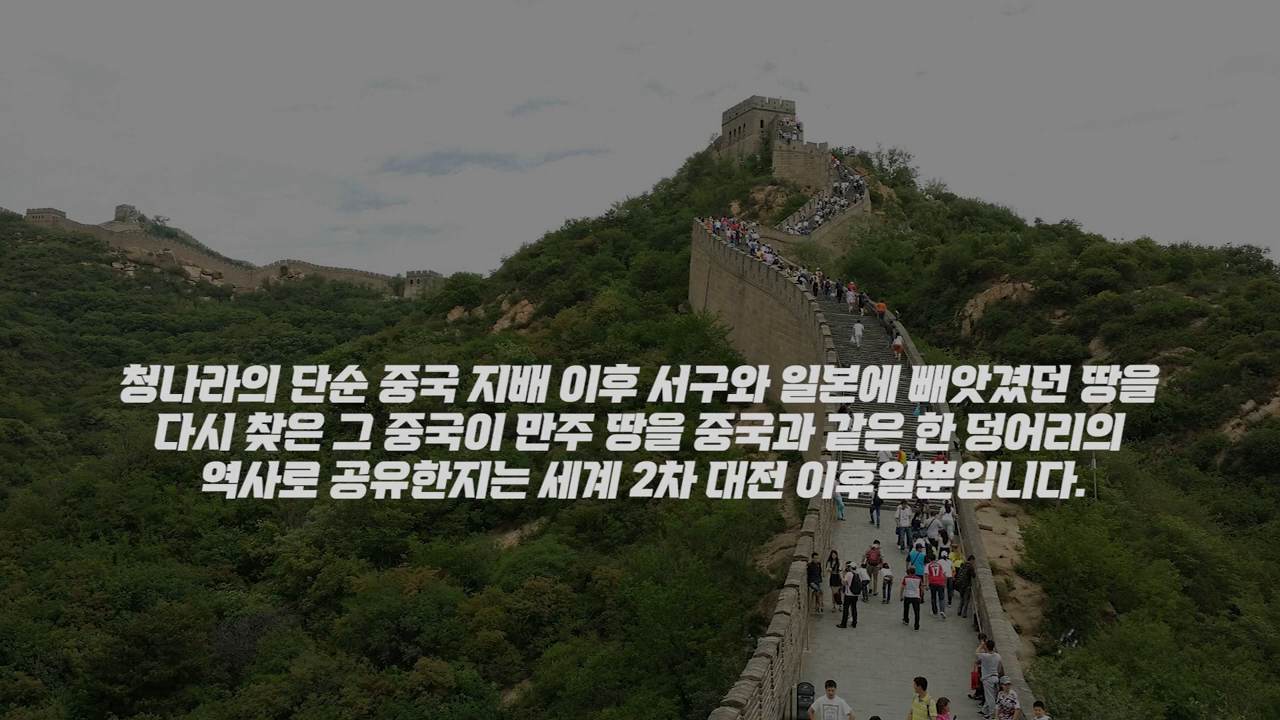 청나라의 단순 중국 지배 이후 서구와 일본에 빼앗겼던 땅을
다시 찾은 그 중국이 만주 땅을 중국과 같은 한 덩어리의
역사로 공유한지는 세계 2차 대전 이후일뿐입니다.